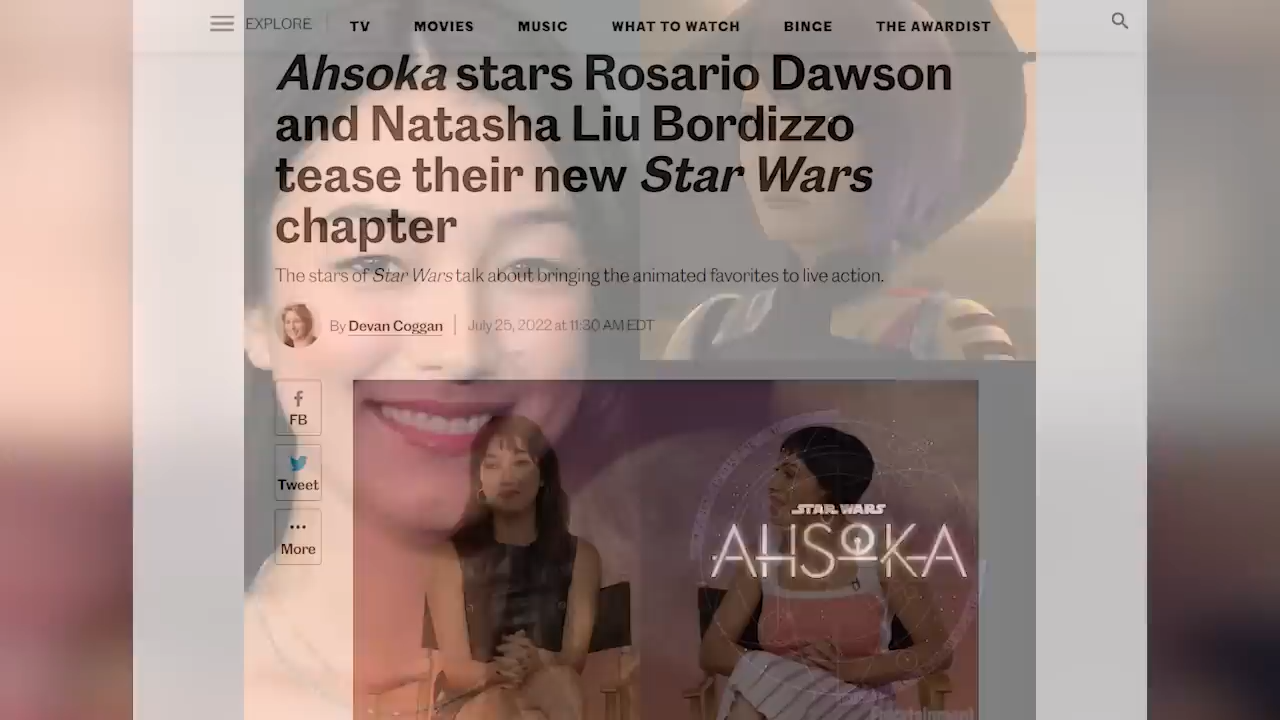 EXPLORE TV MOVIES MUSIC WHAT TO WATCH BINGE THE AWARDIST
Ahsoka stars Rosario Dawson
and Natasha Liu Bordizzo
tease their new Star Wars
chapter
The stars of Star Wars talk about bringing the animated favorites to live action.
By Devan Coggan July 25, 2022 at 11:30 AM EDT
FB
Tweet
More
STAR WARS
AHSOKA
Entertainment